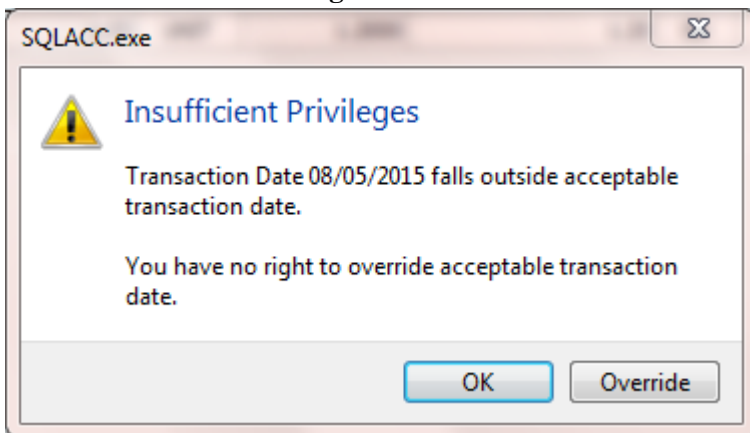 SQLACC.exe
Insufficient Privileges
Transaction Date 08/05/2015 falls outside acceptable
transaction date.
You have no right to override acceptable transaction
date.
OK
Override